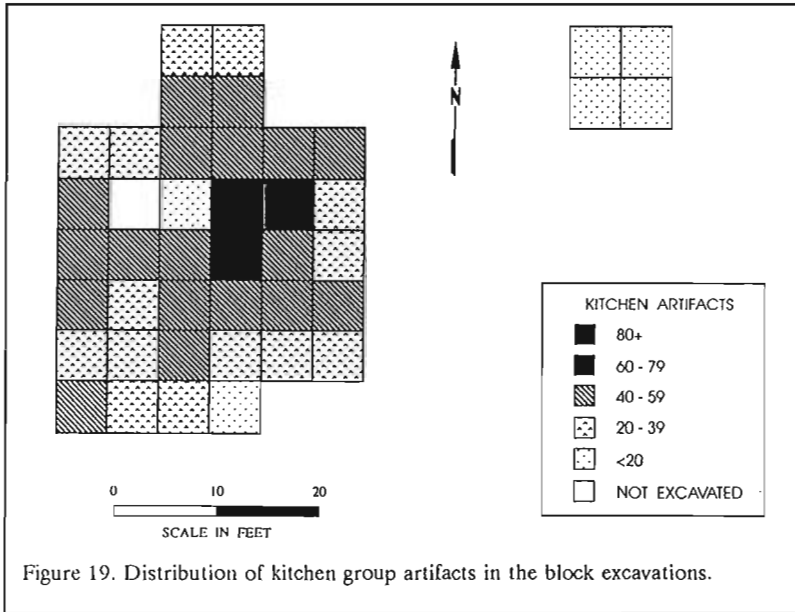 N
KITCHEN ARTIFACTS
80+
60 - 79
40 - 59
20 - 39
<20
NOT EXCAVATED
0 10 20
SCALE IN FEET
Figure 19. Distribution of kitchen group artifacts in the block excavations.